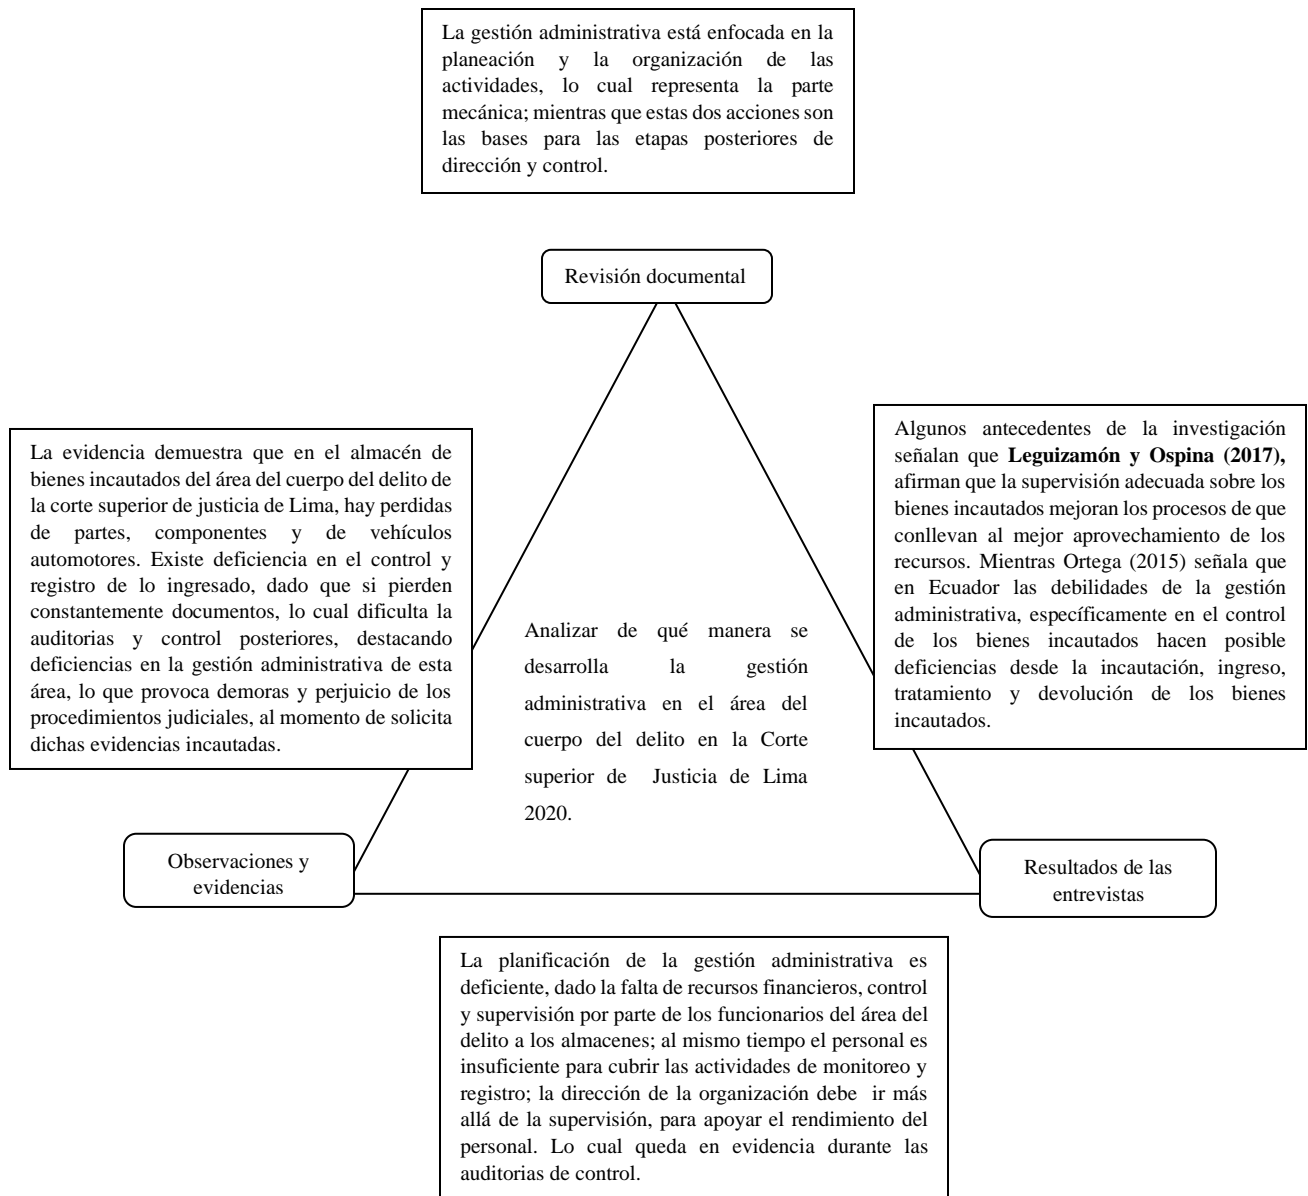 La gestión administrativa está enfocada en la
planeación y la organización de las
actividades, lo cual representa la parte
mecánica; mientras que estas dos acciones son
las bases para las etapas posteriores de
dirección y control.
Revisión documental
La evidencia demuestra que en el almacén de
bienes incautados del área del cuerpo del delito de
la corte superior de justicia de Lima, hay perdidas
de partes, componentes y de vehículos
automotores. Existe deficiencia en el control y
registro de lo ingresado, dado que si pierden
constantemente documentos, lo cual dificulta la
auditorias y control posteriores, destacando
deficiencias en la gestión administrativa de esta
área, lo que provoca demoras y perjuicio de los
procedimientos judiciales, al momento de solicita
dichas evidencias incautadas.
Algunos antecedentes de la investigación
señalan que Leguizamón y Ospina (2017),
afirman que la supervisión adecuada sobre los
bienes incautados mejoran los procesos de que
conllevan al mejor aprovechamiento de los
recursos. Mientras Ortega (2015) señala que
en Ecuador las debilidades de la gestión
administrativa, específicamente en el control
de los bienes incautados hacen posible
deficiencias desde la incautación, ingreso,
tratamiento y devolución de los bienes
incautados.
Analizar de qué manera se
desarrolla la gestión
administrativa en el área del
cuerpo del delito en la Corte
superior de Justicia de Lima
2020.
Observaciones y
evidencias
Resultados de las
entrevistas
La planificación de la gestión administrativa es
deficiente, dado la falta de recursos financieros, control
y supervisión por parte de los funcionarios del área del
delito a los almacenes; al mismo tiempo el personal es
insuficiente para cubrir las actividades de monitoreo y
registro; la dirección de la organización debe ir más
allá de la supervisión, para apoyar el rendimiento del
personal. Lo cual queda en evidencia durante las
auditorias de control.